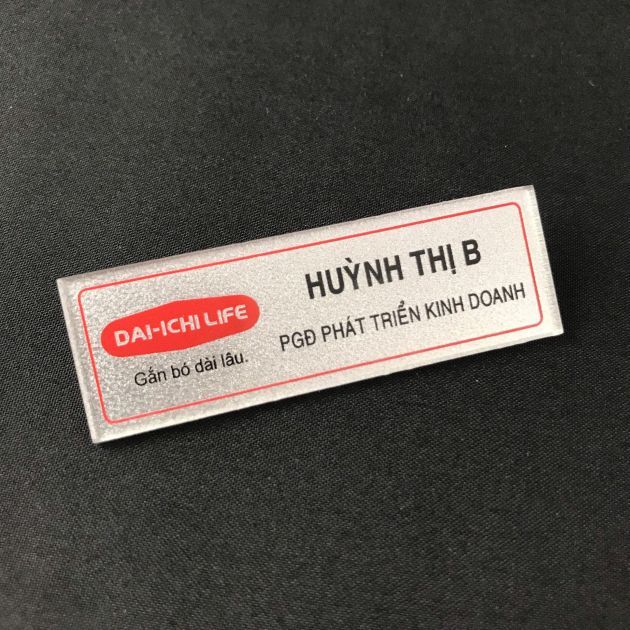 DAI-ICHI LIFE
Gắn bó dài lâu.
HUỲNH THỊ B
PGĐ PHÁT TRIỂN KINH DOANH